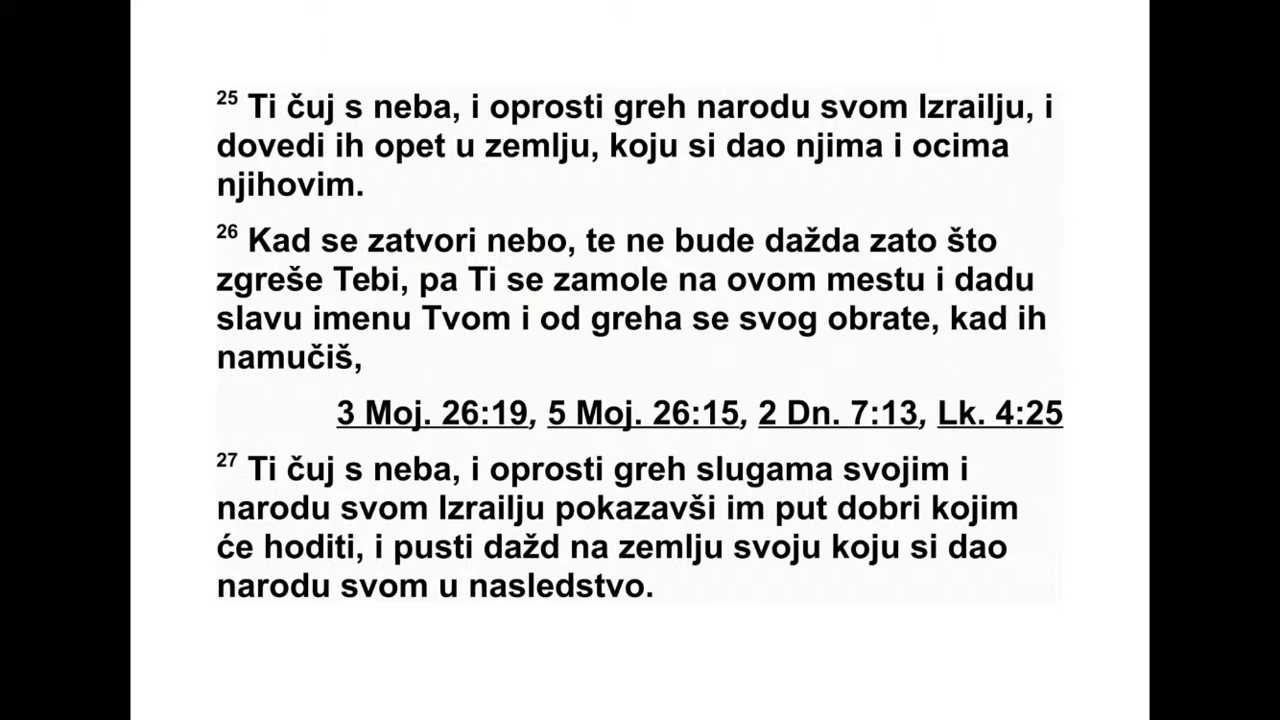 25 Ti čuj s neba, i oprosti greh narodu svom Izrailju, i
dovedi ih opet u zemlju, koju si dao njima i ocima
njihovim.
26 Kad se zatvori nebo, te ne bude dažda zato što
zgreše Tebi, pa Ti se zamole na ovom mestu i dadu
slavu imenu Tvom i od greha se svog obrate, kad ih
namučiš,
3 Moj. 26:19, 5 Moj. 26:15, 2 Dn. 7:13, Lk. 4:25
27 Ti čuj s neba, i oprosti greh slugama svojim i
narodu svom Izrailju pokazavši im put dobri kojim
će hoditi, i pusti dažd na zemlju svoju koju si dao
narodu svom u nasledstvo.